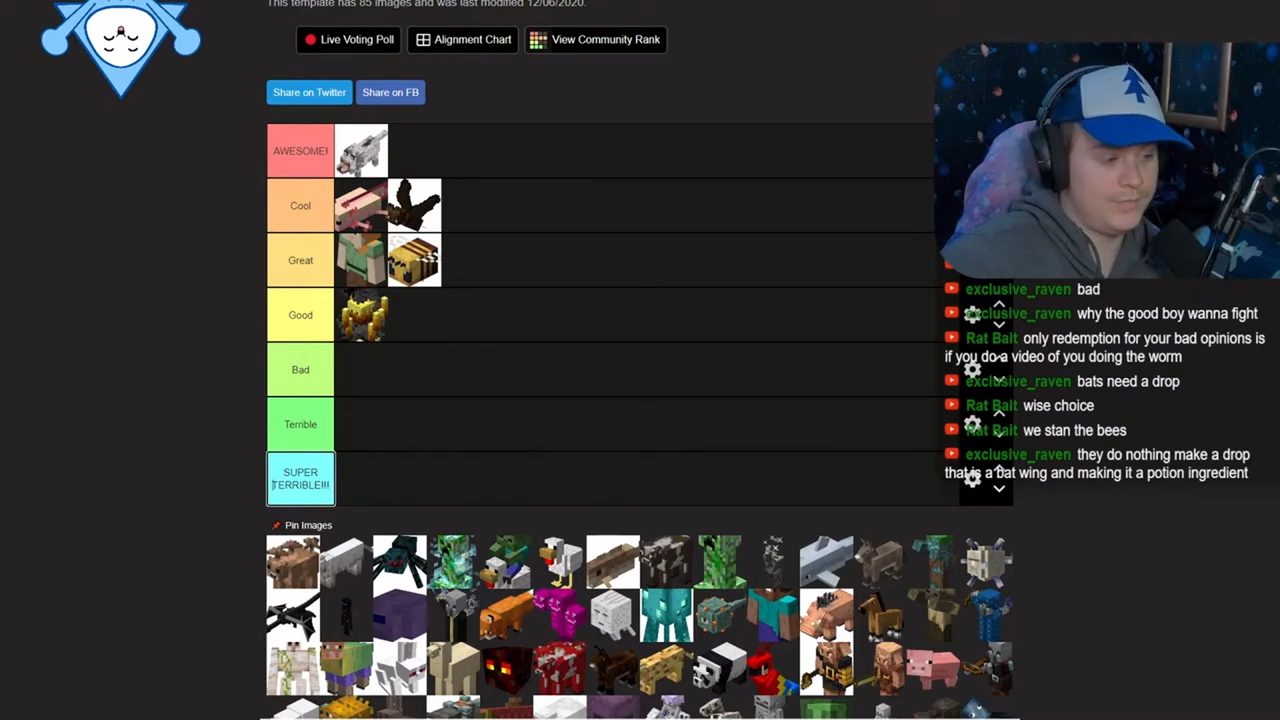 This template has 85 images and was last modified 12/06/2020.
Live Voting Poll
Alignment Chart
View Community Rank
Share on Twitter
Share on FB
AWESOME!
Cool
Great
Good
Bad
Terrible
SUPER
TERRIBLE!!!
Pin Images
exclusive_raven bad
exclusive_raven why the good boy wanna fight
Rat Bait only redemption for your bad opinions is
if you do a video of you doing the worm
exclusive_raven bats need a drop
Rat Bait wise choice
Rat Bait we stan the bees
exclusive_raven they do nothing make a drop
that is a bat wing and making it a potion ingredient